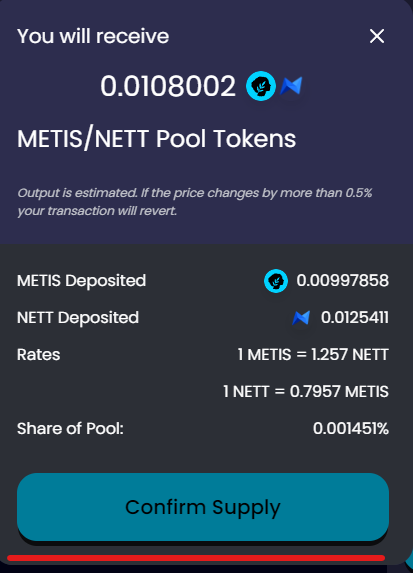 You will receive
0.0108002
METIS/NETT Pool Tokens
Output is estimated. If the price changes by more than 0.5%
your transaction will revert.
METIS Deposited 0.00997858
NETT Deposited 0.0125411
Rates 1 METIS = 1.257 NETT
1 NETT = 0.7957 METIS
Share of Pool: 0.001451%
Confirm Supply